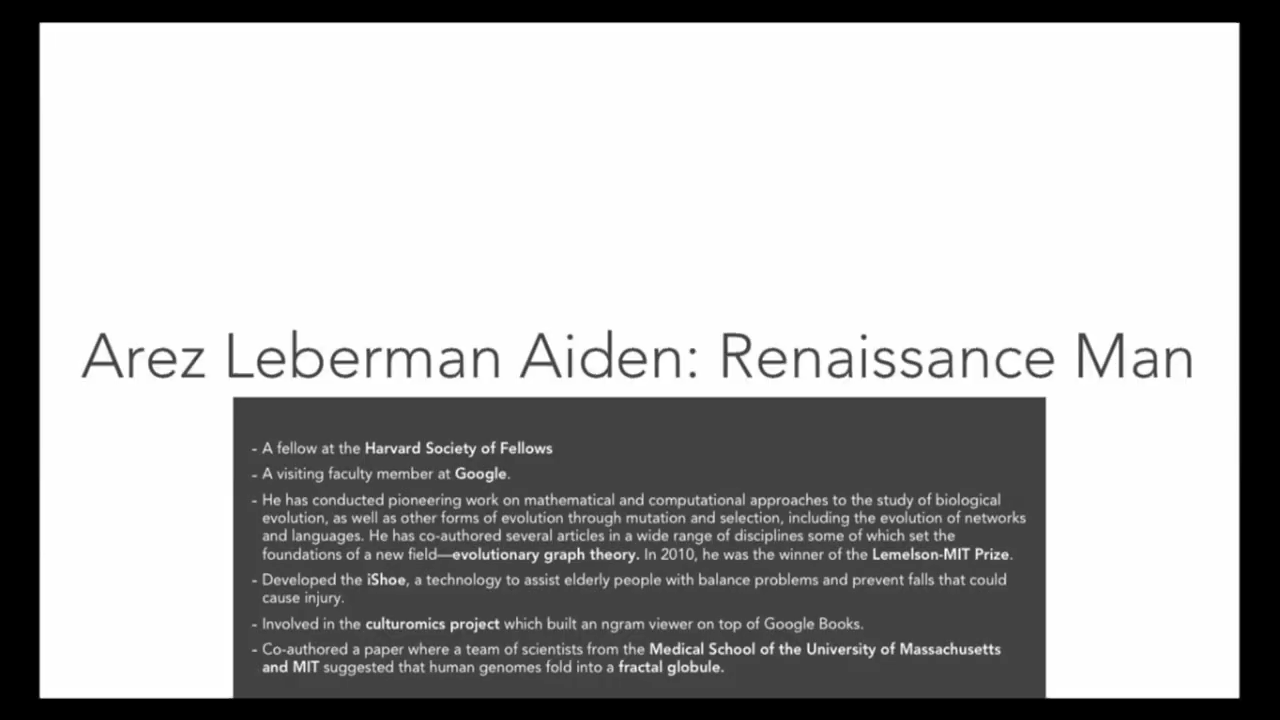 Arez Leberman Aiden: Renaissance Man
- A fellow at the Harvard Society of Fellows
- A visiting faculty member at Google.
- He has conducted pioneering work on mathematical and computational approaches to the study of biological
evolution, as well as other forms of evolution through mutation and selection, including the evolution of networks
and languages. He has co-authored several articles in a wide range of disciplines some of which set the
foundations of a new field—evolutionary graph theory. In 2010, he was the winner of the Lemelson-MIT Prize.
- Developed the iShoe, a technology to assist elderly people with balance problems and prevent falls that could
cause injury.
- Involved in the culturomics project which built an ngram viewer on top of Google Books.
- Co-authored a paper where a team of scientists from the Medical School of the University of Massachusetts
and MIT suggested that human genomes fold into a fractal globule.